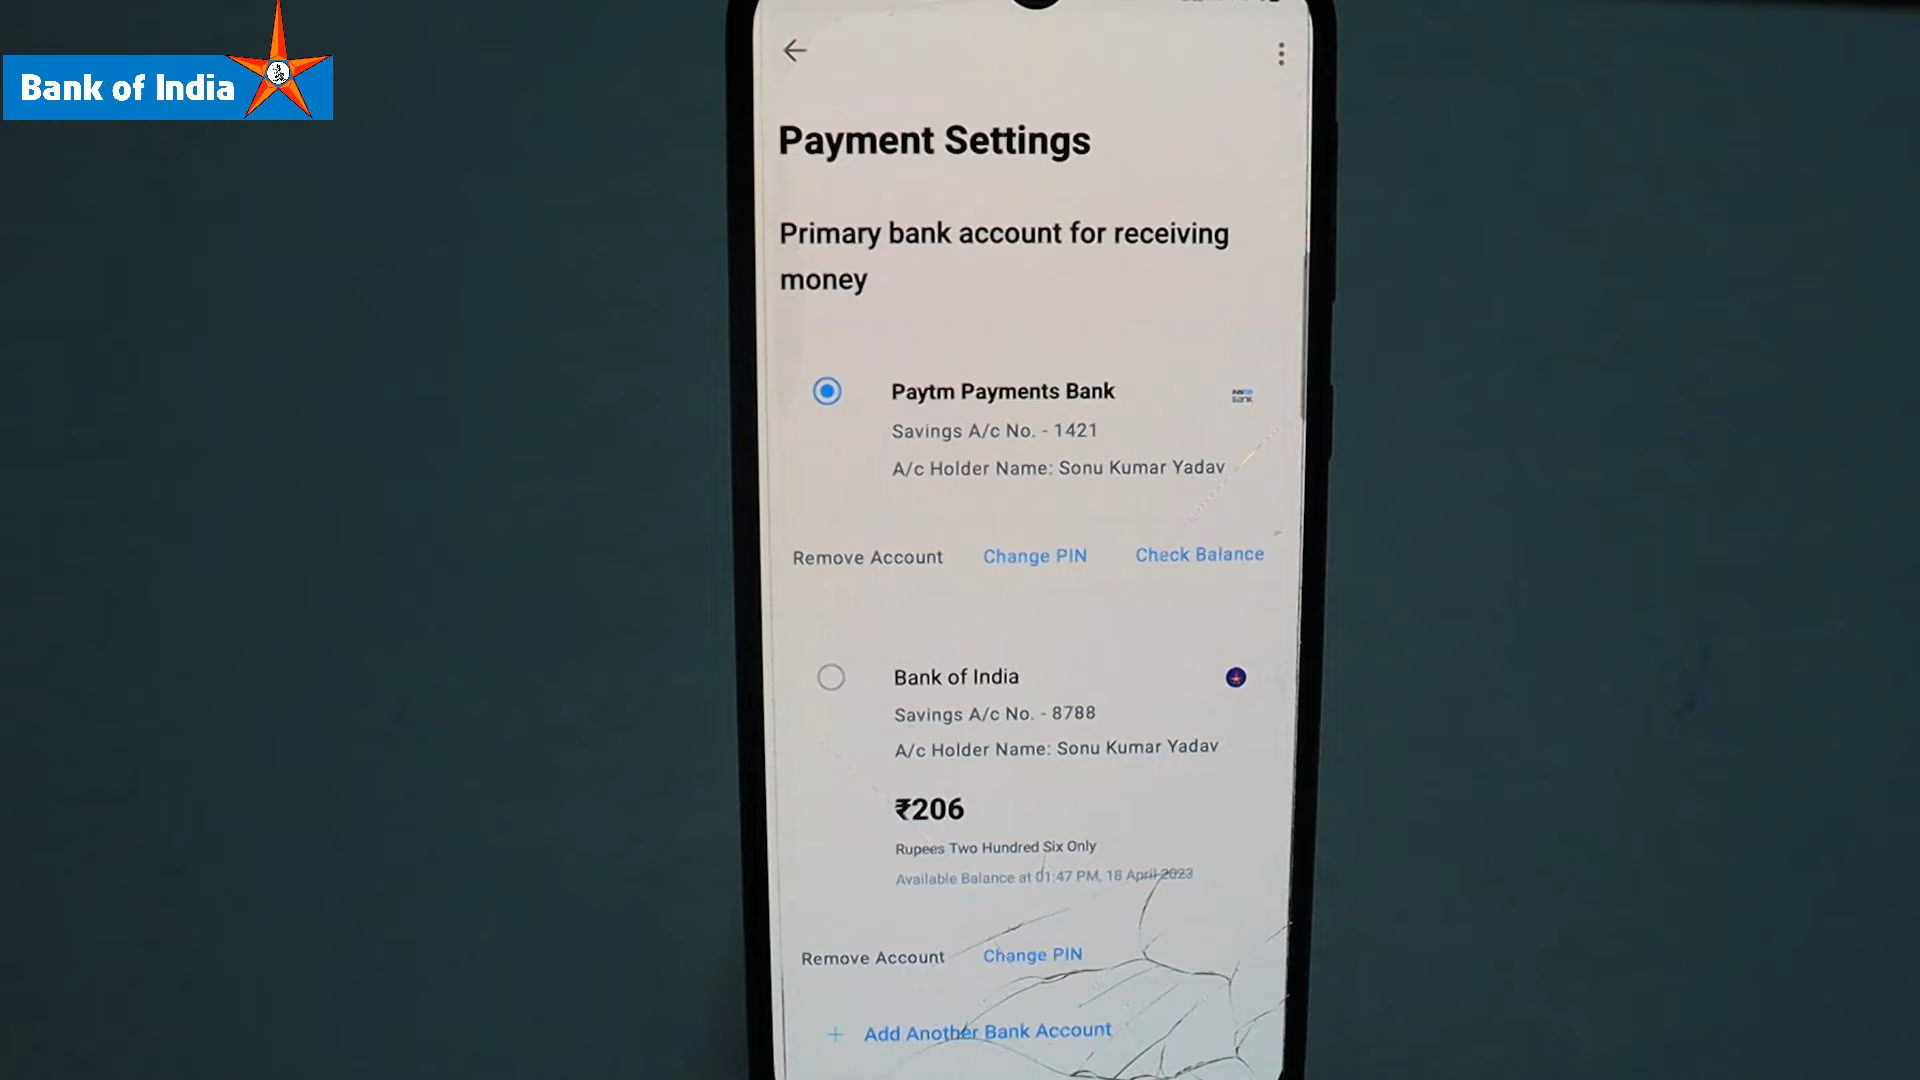 Bank of India
Payment Settings
Primary bank account for receiving
money
Paytm Payments Bank
Savings A/c No. - 1421
A/c Holder Name: Sonu Kumar Yadav
Remove Account Change PIN Check Balance
Bank of India
Savings A/c No. - 8788
A/c Holder Name: Sonu Kumar Yadav
₹206
Rupees Two Hundred Six Only
Available Balance at 01:47 PM, 18 April 2023
Remove Account Change PIN
+ Add Another Bank Account